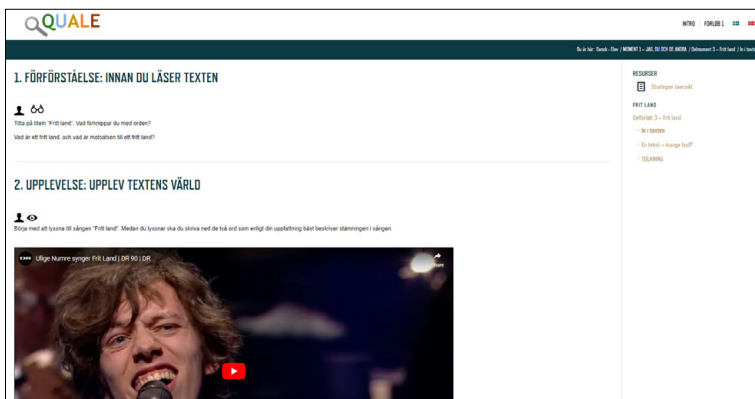 QUALE
INTRO FORLØB 1
Du är här: Dansk - Elev / MOMENT 1 – JAG, DU OCH DE ANDRA / Delmoment 3 – Fritt land / In i texten
1. FÖRFÖRSTÅELSE: INNAN DU LÄSER TEXTEN
Titta på titeln "Fritt land". Vad förknippar du med orden?
Vad är ett fritt land, och vad är motsatsen till ett fritt land?
2. UPPLEVELSE: UPPLEV TEXTENS VÄRLD
Börja med att lyssna till sången "Fritt land". Medan du lyssnar ska du skriva ned de två ord som enligt din uppfattning bäst beskriver stämningen i sången.
DR Ulige Numre synger Frit Land | DR 90 | DR
RESURSER
Strategier översikt
FRIT LAND
Delforløb 3 – Frit land
In i texten
En tekst – mange bud?
TOLKNING